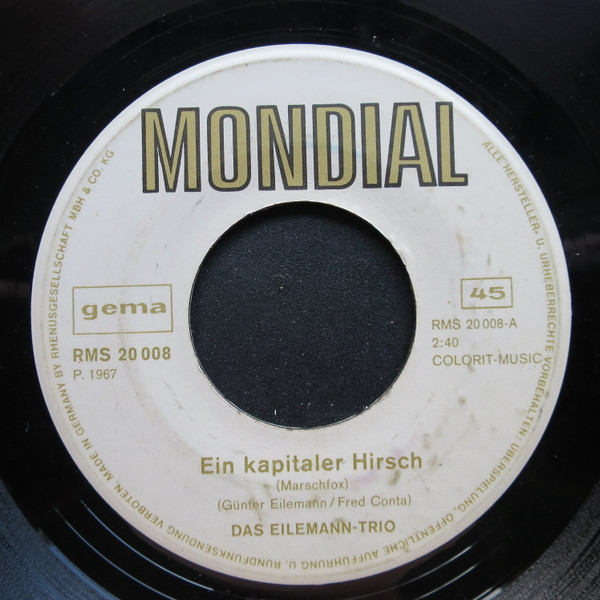 MONDIAL
gema
RMS 20 008
P. 1967
45
RMS 20 008-A
2:40
COLORIT-MUSIC
Ein kapitaler Hirsch
(Marschfox)
(Günter Eilemann / Fred Conta)
DAS EILEMANN-TRIO
ALLE HERSTELLER- U. URHEBERRECHTE VORBEHALTEN; ÜBERSPIELUNG, ÖFFENTLICHE AUFFÜHRUNG U. RUNDFUNKSENDUNG VERBOTEN. MADE IN GERMANY BY RHENUSGESELLSCHAFT MBH & CO. KG